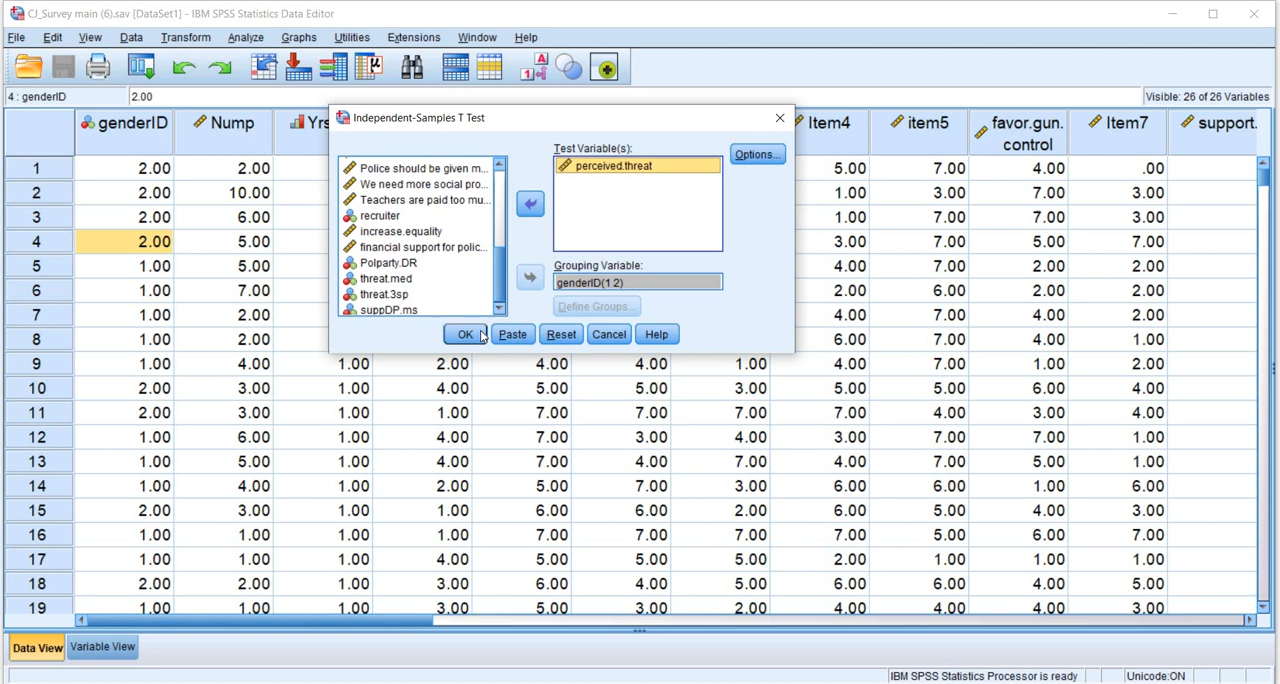 CJ_Survey main (6).sav [DataSet1] - IBM SPSS Statistics Data Editor
File Edit View Data Transform Analyze Graphs Utilities Extensions Window Help
4 : genderID 2.00 Visible: 26 of 26 Variables
genderID Nump Yrs Item4 item5 favor.gun. Item7 support.
control
1 2.00 2.00 5.00 7.00 4.00 .00
2 2.00 10.00 1.00 3.00 7.00 3.00
3 2.00 6.00 1.00 7.00 7.00 3.00
4 2.00 5.00 3.00 7.00 5.00 7.00
5 1.00 5.00 4.00 7.00 2.00 2.00
6 1.00 7.00 2.00 6.00 2.00 2.00
7 1.00 2.00 4.00 7.00 4.00 2.00
8 1.00 2.00 6.00 7.00 4.00 1.00
9 1.00 4.00 1.00 2.00 4.00 4.00 1.00 4.00 7.00 1.00 2.00
10 2.00 3.00 1.00 4.00 5.00 5.00 3.00 5.00 5.00 6.00 4.00
11 2.00 3.00 1.00 1.00 7.00 7.00 7.00 7.00 4.00 3.00 4.00
12 1.00 6.00 1.00 4.00 7.00 3.00 4.00 3.00 7.00 7.00 1.00
13 1.00 5.00 1.00 4.00 7.00 4.00 7.00 4.00 7.00 5.00 1.00
14 1.00 4.00 1.00 2.00 5.00 7.00 3.00 6.00 6.00 1.00 6.00
15 2.00 3.00 1.00 1.00 6.00 6.00 2.00 6.00 5.00 4.00 3.00
16 1.00 1.00 1.00 1.00 7.00 7.00 7.00 7.00 5.00 6.00 7.00
17 1.00 1.00 1.00 4.00 5.00 5.00 5.00 2.00 1.00 1.00 1.00
18 2.00 2.00 1.00 3.00 6.00 4.00 5.00 6.00 6.00 4.00 5.00
19 1.00 1.00 1.00 3.00 5.00 3.00 2.00 4.00 4.00 4.00 3.00
Independent-Samples T Test
Police should be given m...
We need more social pro...
Teachers are paid too mu...
recruiter
increase.equality
financial support for polic...
Polparty.DR
threat.med
threat.3sp
suppDP.ms
Test Variable(s):
perceived.threat
Options...
Grouping Variable:
genderID(1 2)
Define Groups...
OK Paste Reset Cancel Help
Data View Variable View
IBM SPSS Statistics Processor is ready Unicode:ON